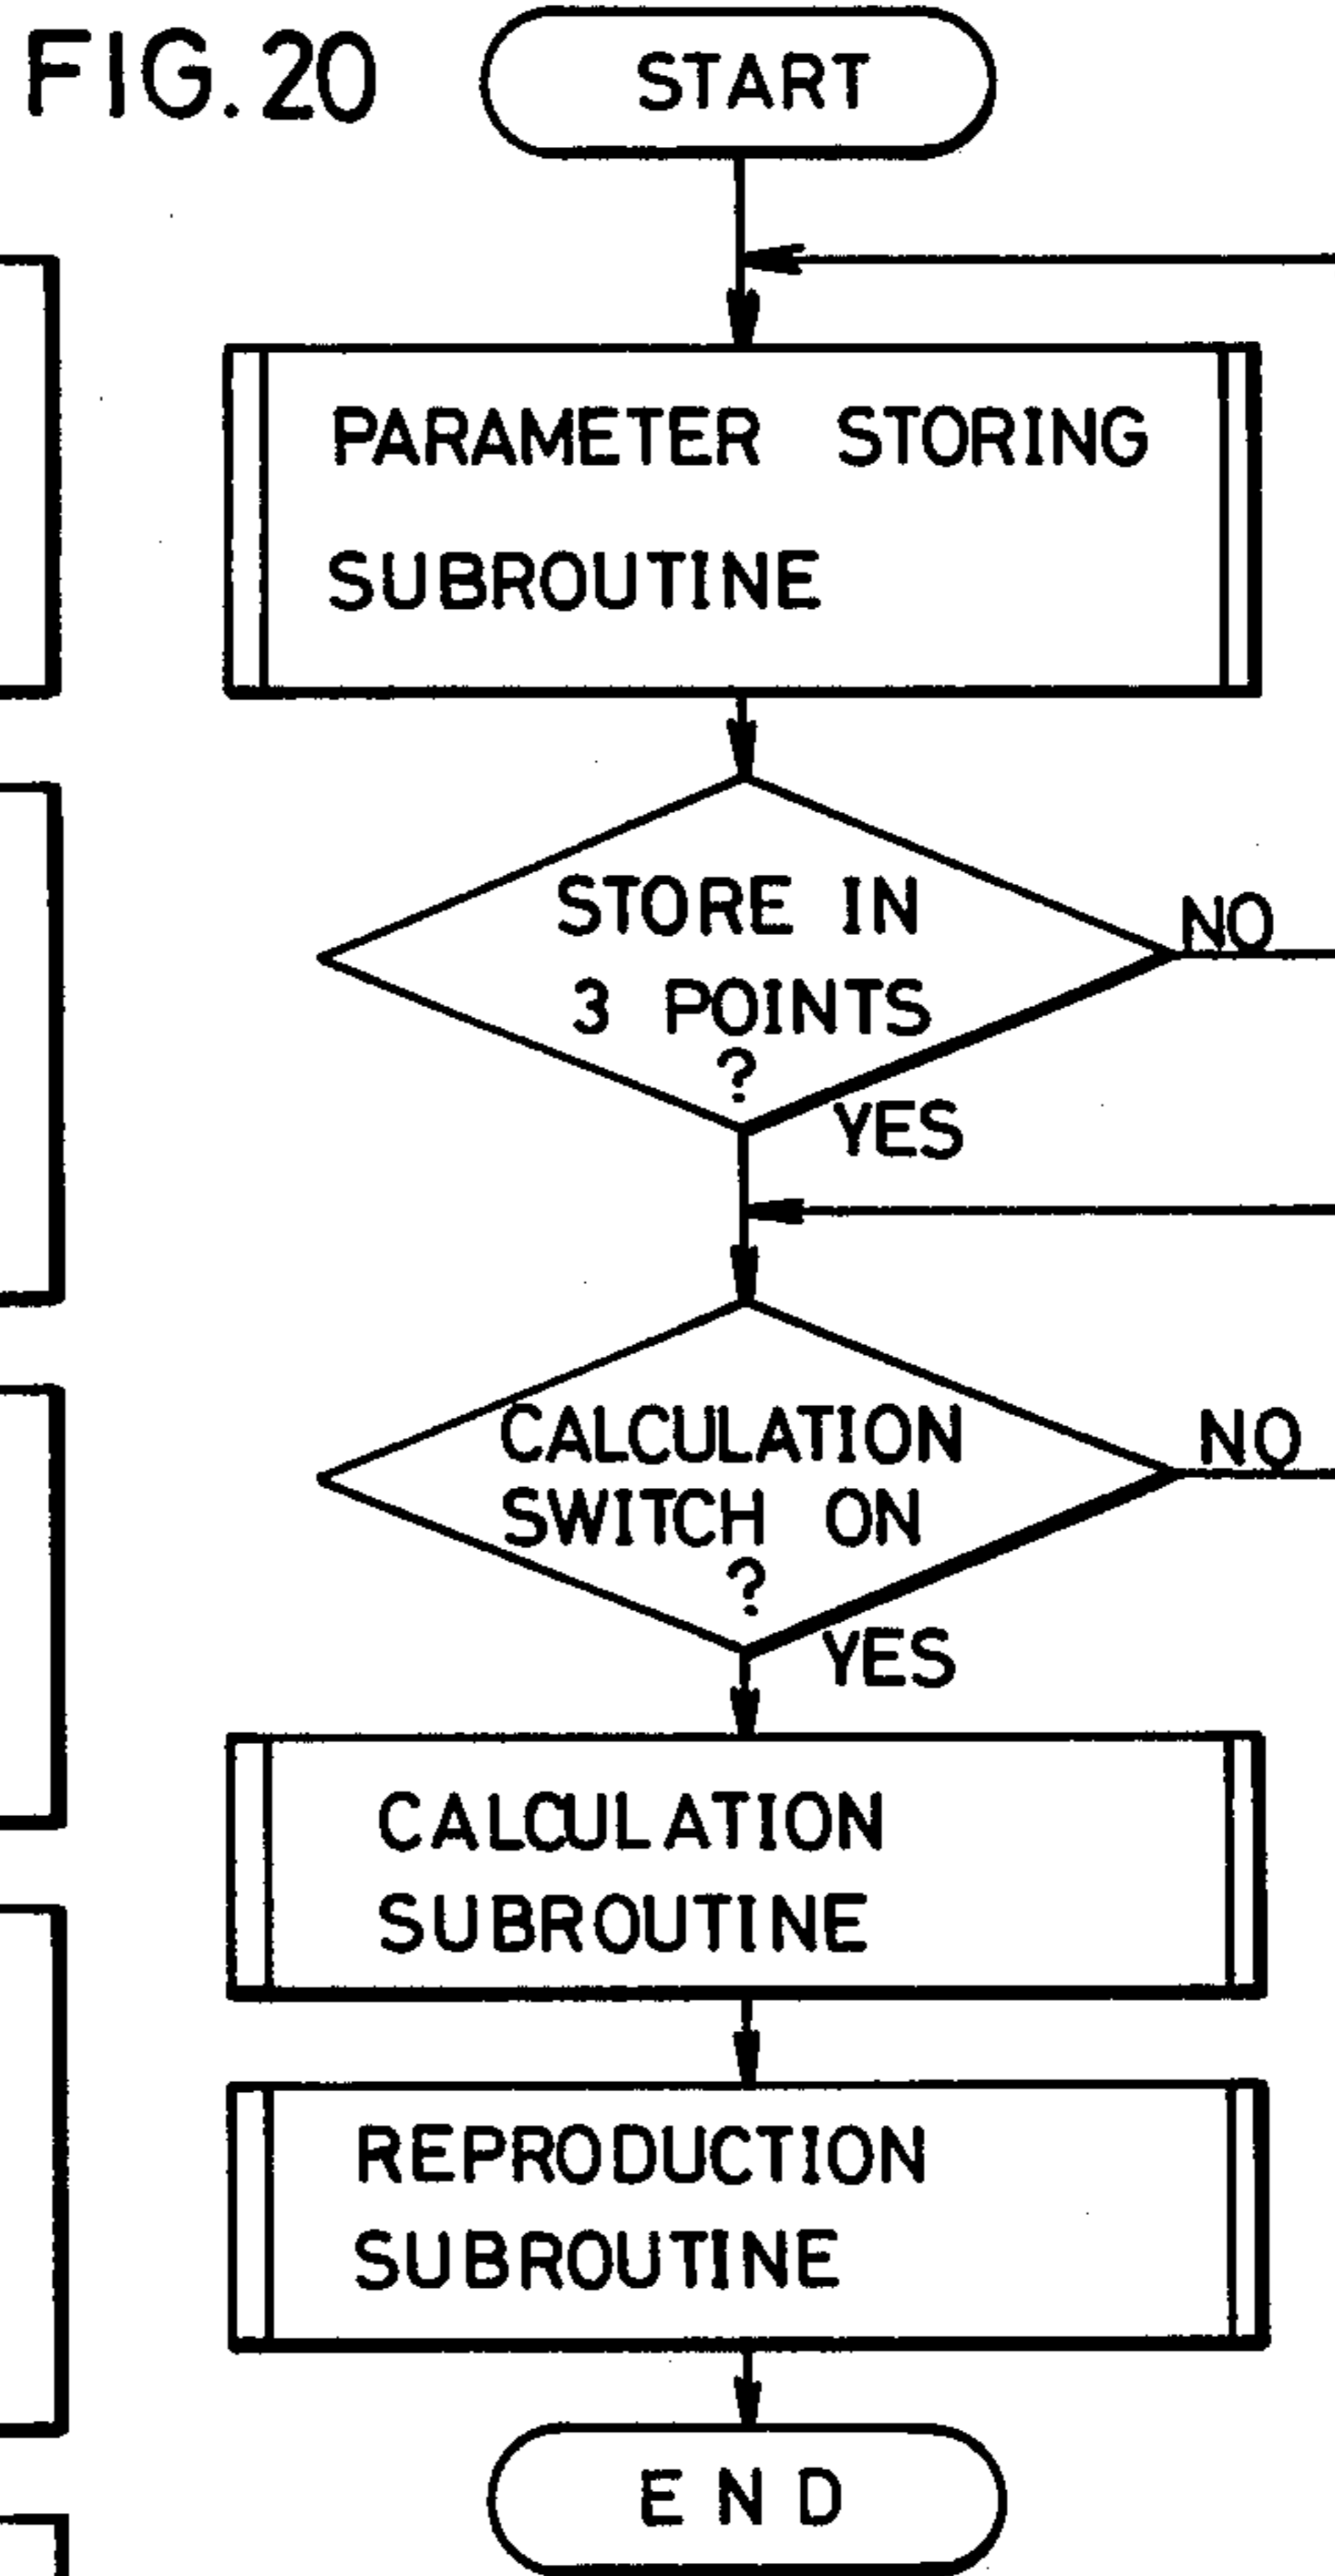 FIG.20
START
PARAMETER STORING
SUBROUTINE
STORE IN
3 POINTS
?
NO
YES
CALCULATION
SWITCH ON
?
NO
YES
CALCULATION
SUBROUTINE
REPRODUCTION
SUBROUTINE
END